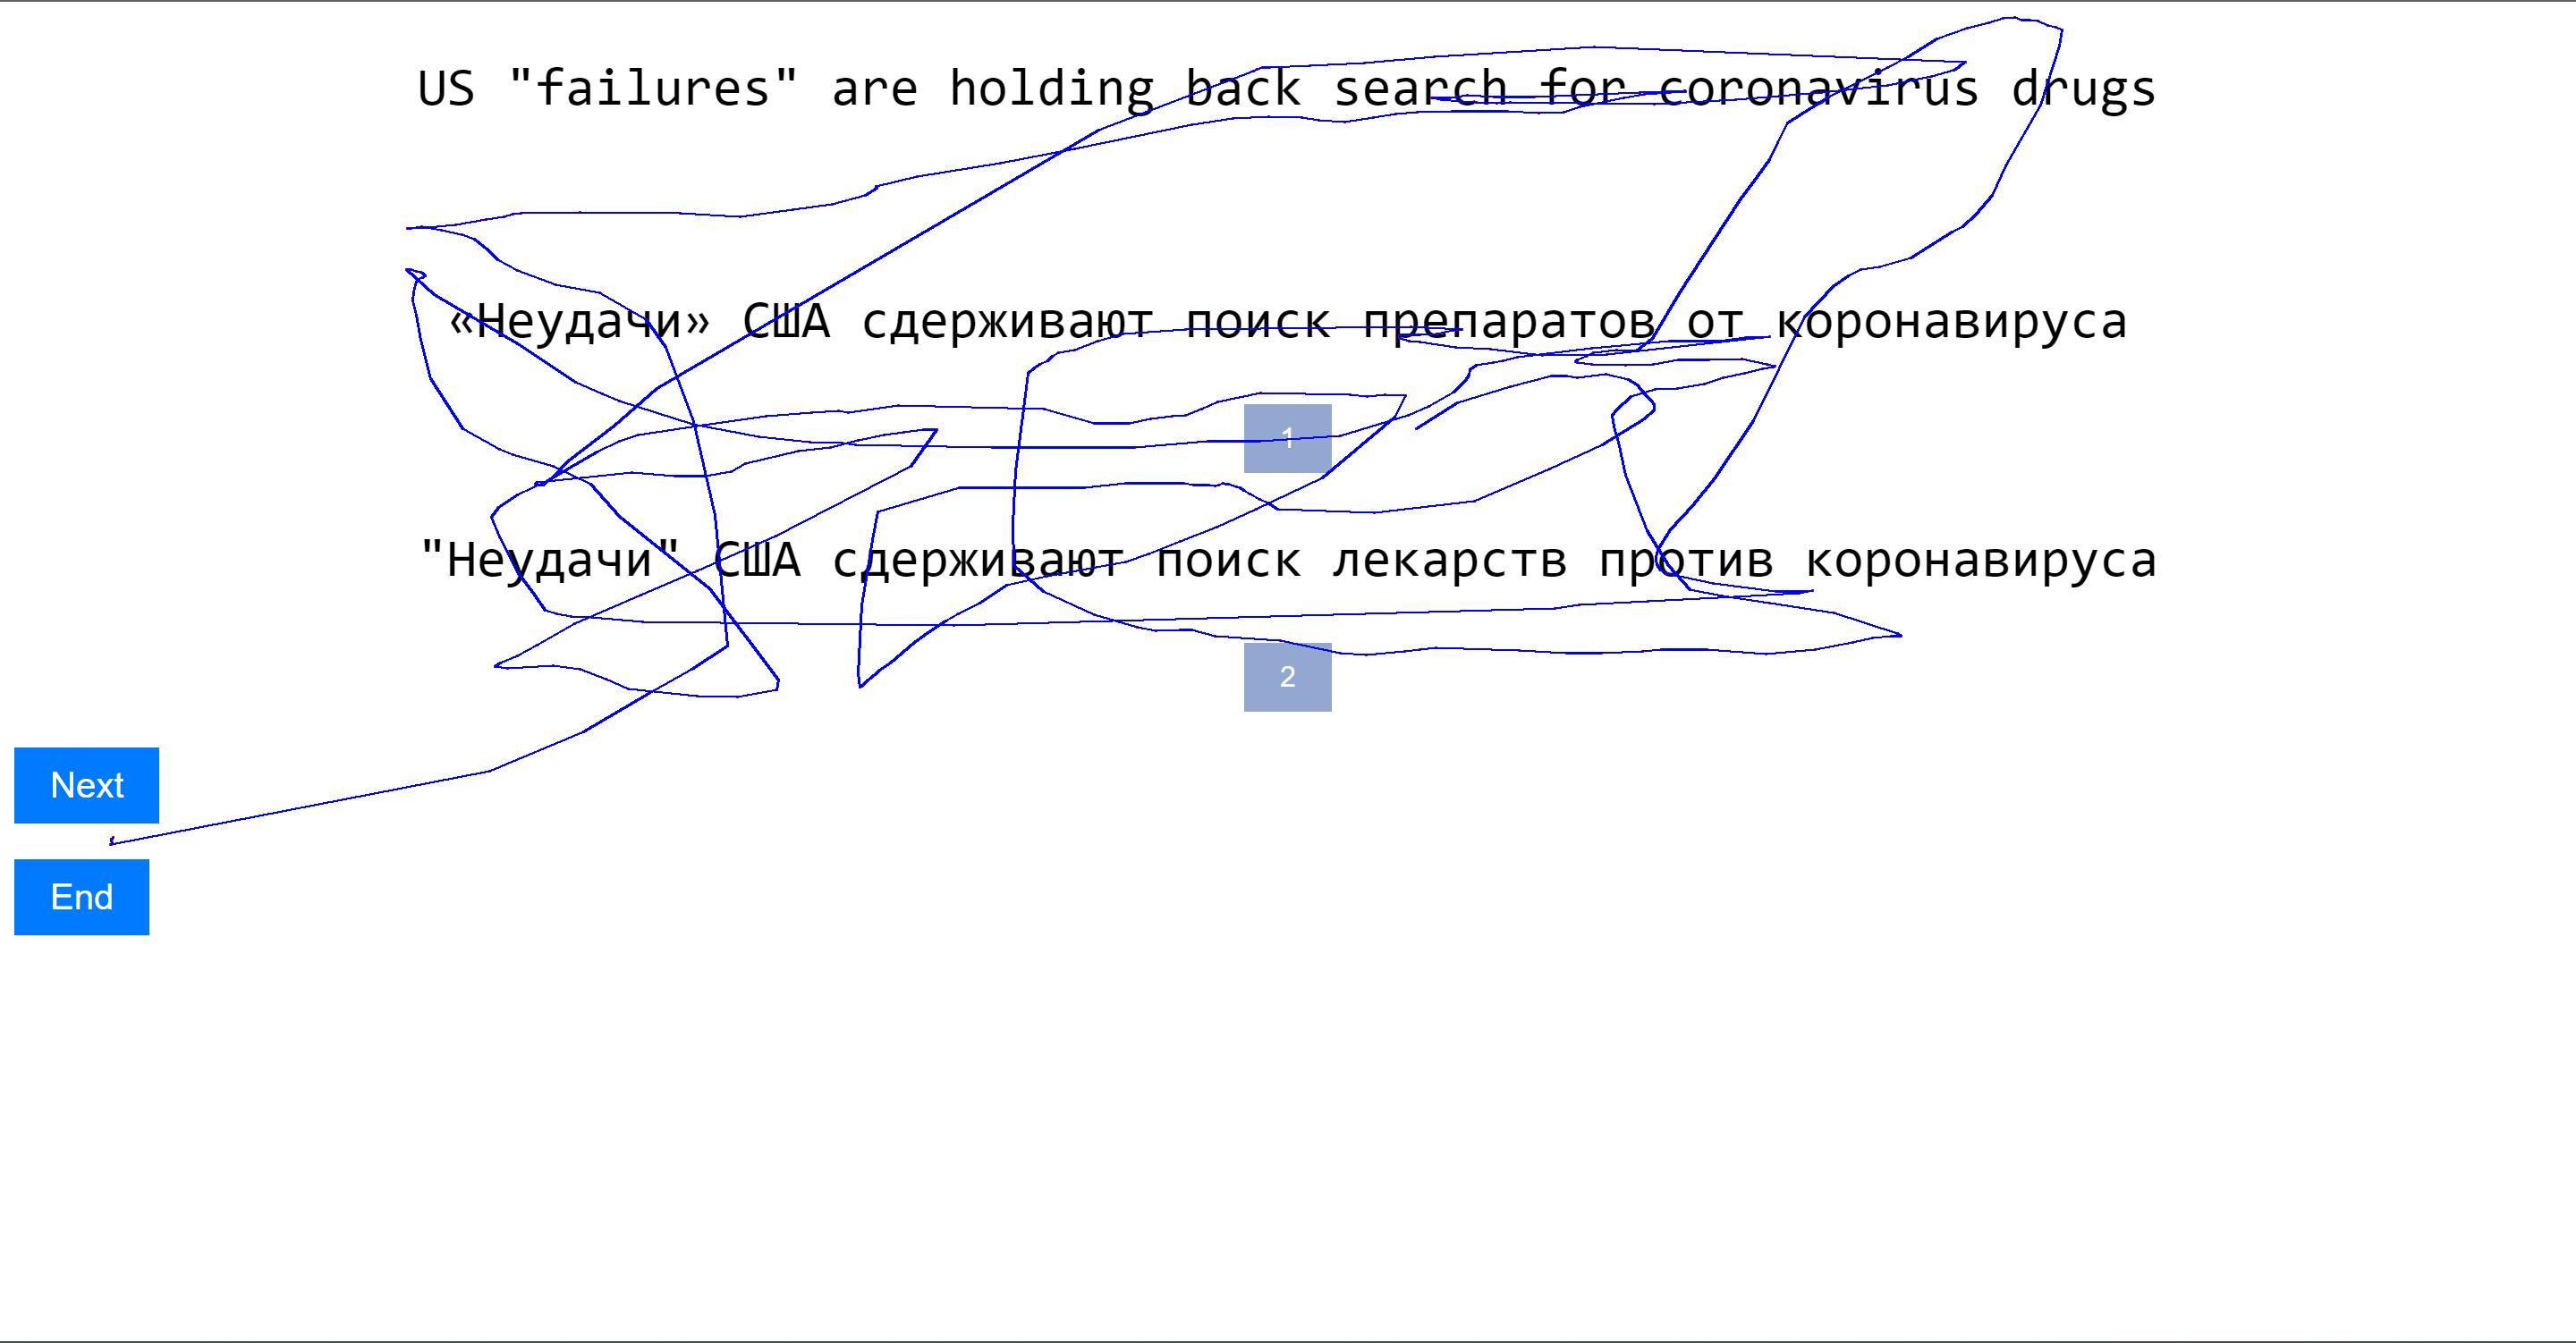 US "failures" are holding back search for coronavirus drugs
«Неудачи» США сдерживают поиск препаратов от коронавируса
1
"Неудачи" США сдерживают поиск лекарств против коронавируса
2
Next
End